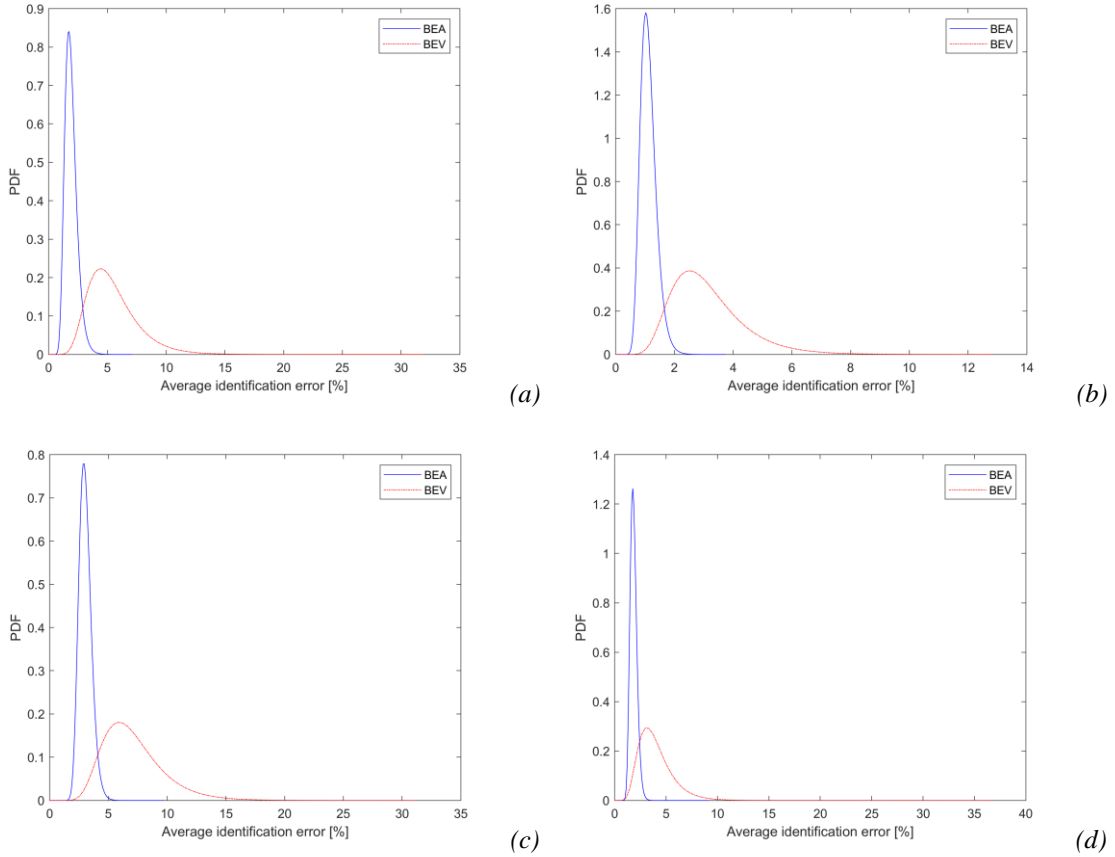 0.9
0.8
0.7
0.6
0.5
0.4
0.3
0.2
0.1
0
PDF
0 5 10 15 20 25 30 35
Average identification error [%]
BEA
BEV
(a)
1.6
1.4
1.2
1
0.8
0.6
0.4
0.2
0
PDF
0 2 4 6 8 10 12 14
Average identification error [%]
BEA
BEV
(b)
0.8
0.7
0.6
0.5
0.4
0.3
0.2
0.1
0
PDF
0 5 10 15 20 25 30 35
Average identification error [%]
BEA
BEV
(c)
1.4
1.2
1
0.8
0.6
0.4
0.2
0
PDF
0 5 10 15 20 25 30 35 40
Average identification error [%]
BEA
BEV
(d)